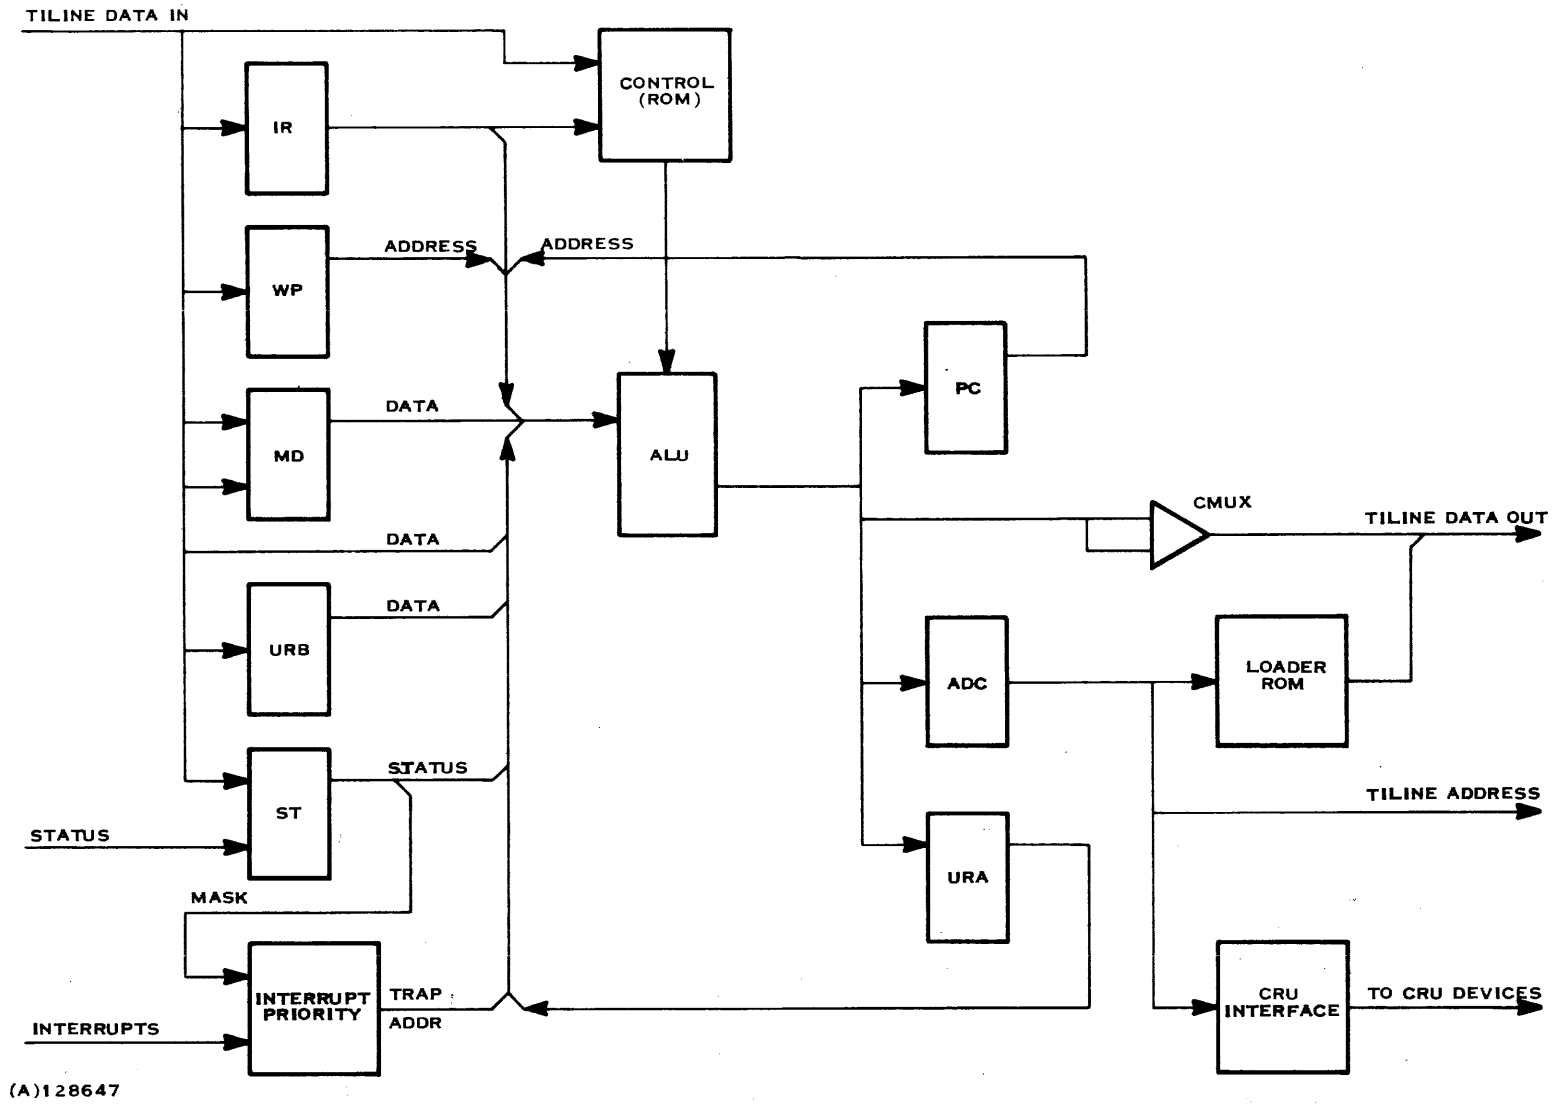 TILINE DATA IN
CONTROL
(ROM)
IR
ADDRESS
ADDRESS
WP
PC
DATA
ALU
MD
CMUX
TILINE DATA OUT
DATA
DATA
URB
ADC
LOADER
ROM
STATUS
TILINE ADDRESS
ST
STATUS
URA
MASK
INTERRUPT
PRIORITY
TRAP
ADDR
CRU
INTERFACE
TO CRU DEVICES
INTERRUPTS
(A)128647